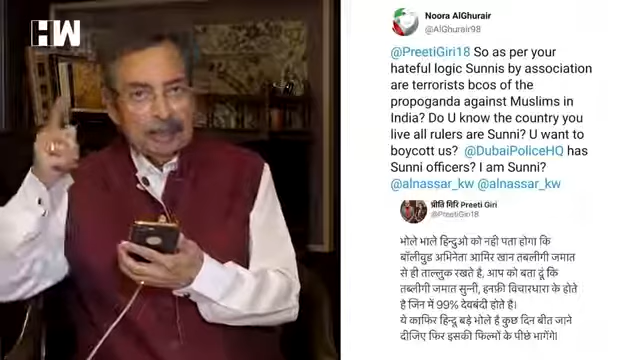 HW
Noora AlGhurair
@AlGhurair98
@PreetiGiri18 So as per your
hateful logic Sunnis by association
are terrorists bcos of the
propoganda against Muslims in
India? Do U know the country you
live all rulers are Sunni? U want to
boycott us? @DubaiPoliceHQ has
Sunni officers? I am Sunni?
@alnassar_kw @alnassar_kw
प्रीति गिरि Preeti Giri
@PreetiGiri18
भोले भाले हिन्दुओ को नही पता होगा कि
बॉलीवुड अभिनेता आमिर खान तबलीगी जमात
से ही ताल्लुक रखते है, आप को बता दूं कि
तब्लीगी जमात सुन्नी, हनफ़ी विचारधारा के होते
है जिन में 99% देवबंदी होते है।
ये काफिर हिन्दू बड़े भोले है कुछ दिन बीत जाने
दीजिए फिर इसकी फिल्मों के पीछे भागेंगे।